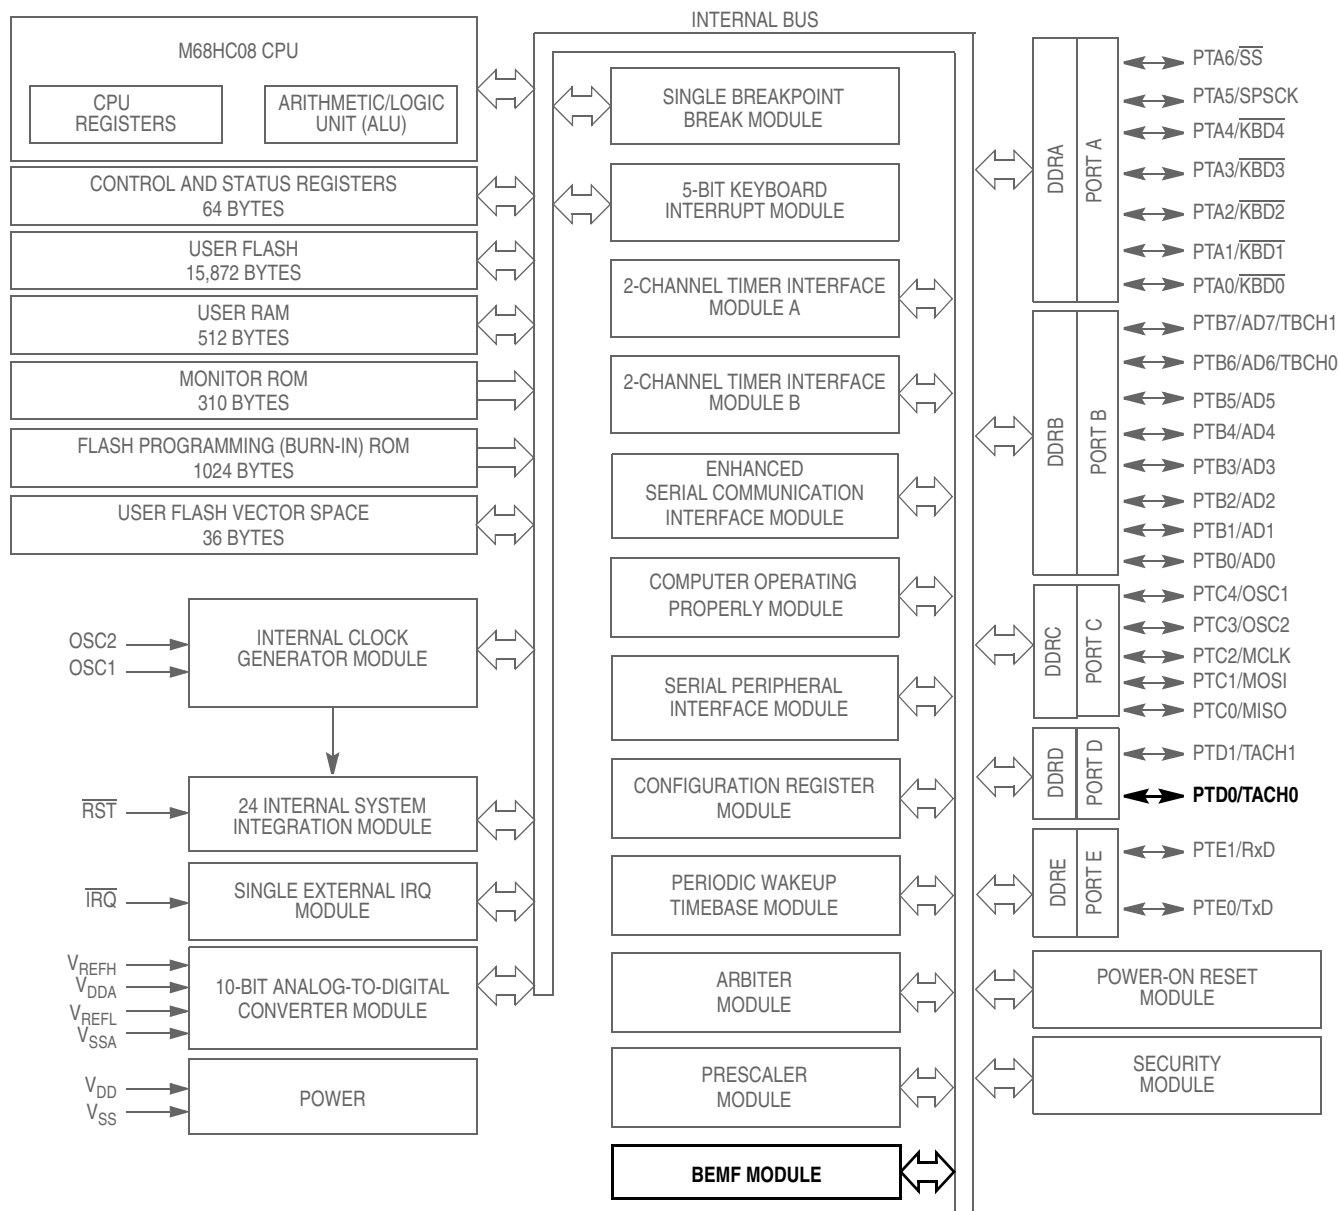 INTERNAL BUS
M68HC08 CPU
CPU
REGISTERS
ARITHMETIC/LOGIC
UNIT (ALU)
CONTROL AND STATUS REGISTERS
64 BYTES
USER FLASH
15,872 BYTES
USER RAM
512 BYTES
MONITOR ROM
310 BYTES
FLASH PROGRAMMING (BURN-IN) ROM
1024 BYTES
USER FLASH VECTOR SPACE
36 BYTES
OSC2
OSC1
INTERNAL CLOCK
GENERATOR MODULE
RST
24 INTERNAL SYSTEM
INTEGRATION MODULE
IRQ
SINGLE EXTERNAL IRQ
MODULE
VREFH
VDDA
VREFL
VSSA
10-BIT ANALOG-TO-DIGITAL
CONVERTER MODULE
VDD
VSS
POWER
SINGLE BREAKPOINT
BREAK MODULE
5-BIT KEYBOARD
INTERRUPT MODULE
2-CHANNEL TIMER INTERFACE
MODULE A
2-CHANNEL TIMER INTERFACE
MODULE B
ENHANCED
SERIAL COMMUNICATION
INTERFACE MODULE
COMPUTER OPERATING
PROPERLY MODULE
SERIAL PERIPHERAL
INTERFACE MODULE
CONFIGURATION REGISTER
MODULE
PERIODIC WAKEUP
TIMEBASE MODULE
ARBITER
MODULE
PRESCALER
MODULE
BEMF MODULE
DDRA
PORT A
PTA6/SS
PTA5/SPSCK
PTA4/KBD4
PTA3/KBD3
PTA2/KBD2
PTA1/KBD1
PTA0/KBD0
DDRB
PORT B
PTB7/AD7/TBCH1
PTB6/AD6/TBCH0
PTB5/AD5
PTB4/AD4
PTB3/AD3
PTB2/AD2
PTB1/AD1
PTB0/AD0
DDRC
PORT C
PTC4/OSC1
PTC3/OSC2
PTC2/MCLK
PTC1/MOSI
PTC0/MISO
DDRD
PORT D
PTD1/TACH1
PTD0/TACH0
DDRE
PORT E
PTE1/RxD
PTE0/TxD
POWER-ON RESET
MODULE
SECURITY
MODULE